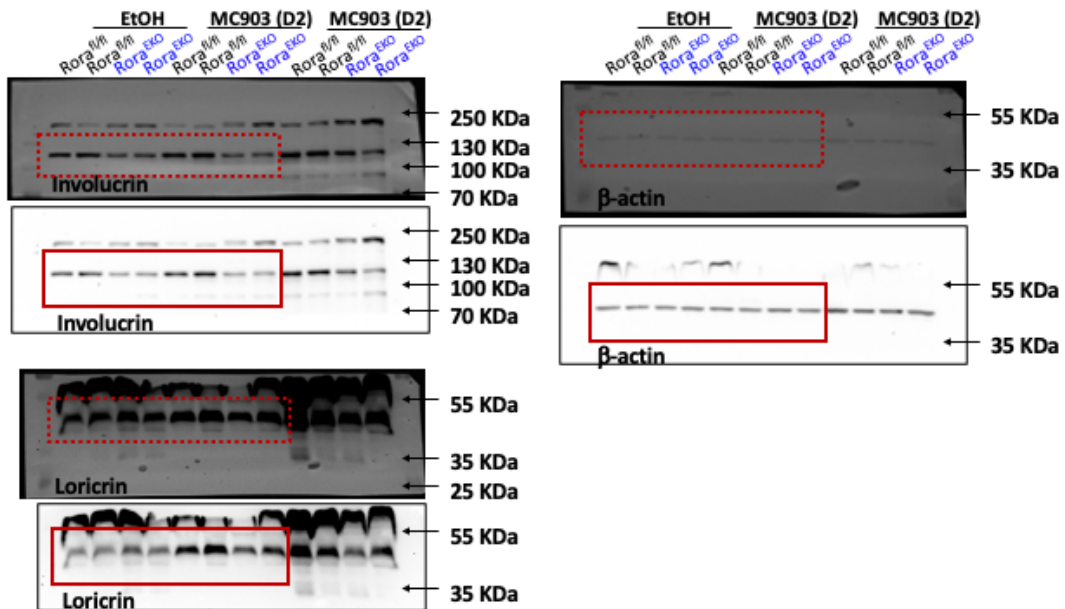 EtOH MC903 (D2) MC903 (D2)
Rora^fl/fl Rora^fl/fl Rora^EKO Rora^EKO Rora^fl/fl Rora^fl/fl Rora^EKO Rora^EKO Rora^fl/fl Rora^fl/fl Rora^EKO Rora^EKO
250 KDa
130 KDa
100 KDa
70 KDa
Involucrin
250 KDa
130 KDa
100 KDa
70 KDa
Involucrin
55 KDa
35 KDa
25 KDa
Loricrin
55 KDa
35 KDa
Loricrin
EtOH MC903 (D2) MC903 (D2)
Rora^fl/fl Rora^fl/fl Rora^EKO Rora^EKO Rora^fl/fl Rora^fl/fl Rora^EKO Rora^EKO Rora^fl/fl Rora^fl/fl Rora^EKO Rora^EKO
55 KDa
35 KDa
β-actin
55 KDa
35 KDa
β-actin